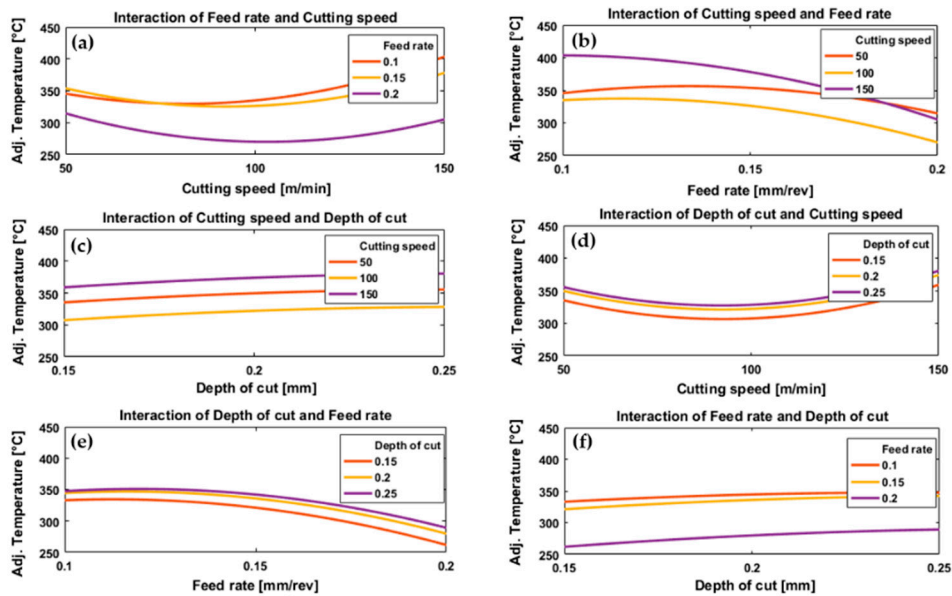 Interaction of Feed rate and Cutting speed
(a)
Adj. Temperature [°C]
450
400
350
300
250
50
100
150
Cutting speed [m/min]
Feed rate
0.1
0.15
0.2
Interaction of Cutting speed and Feed rate
(b)
Adj. Temperature [°C]
450
400
350
300
250
0.1
0.15
0.2
Feed rate [mm/rev]
Cutting speed
50
100
150
Interaction of Cutting speed and Depth of cut
(c)
Adj. Temperature [°C]
450
400
350
300
250
0.15
0.2
0.25
Depth of cut [mm]
Cutting speed
50
100
150
Interaction of Depth of cut and Cutting speed
(d)
Adj. Temperature [°C]
450
400
350
300
250
50
100
150
Cutting speed [m/min]
Depth of cut
0.15
0.2
0.25
Interaction of Depth of cut and Feed rate
(e)
Adj. Temperature [°C]
450
400
350
300
250
0.1
0.15
0.2
Feed rate [mm/rev]
Depth of cut
0.15
0.2
0.25
Interaction of Feed rate and Depth of cut
(f)
Adj. Temperature [°C]
450
400
350
300
250
0.15
0.2
0.25
Depth of cut [mm]
Feed rate
0.1
0.15
0.2